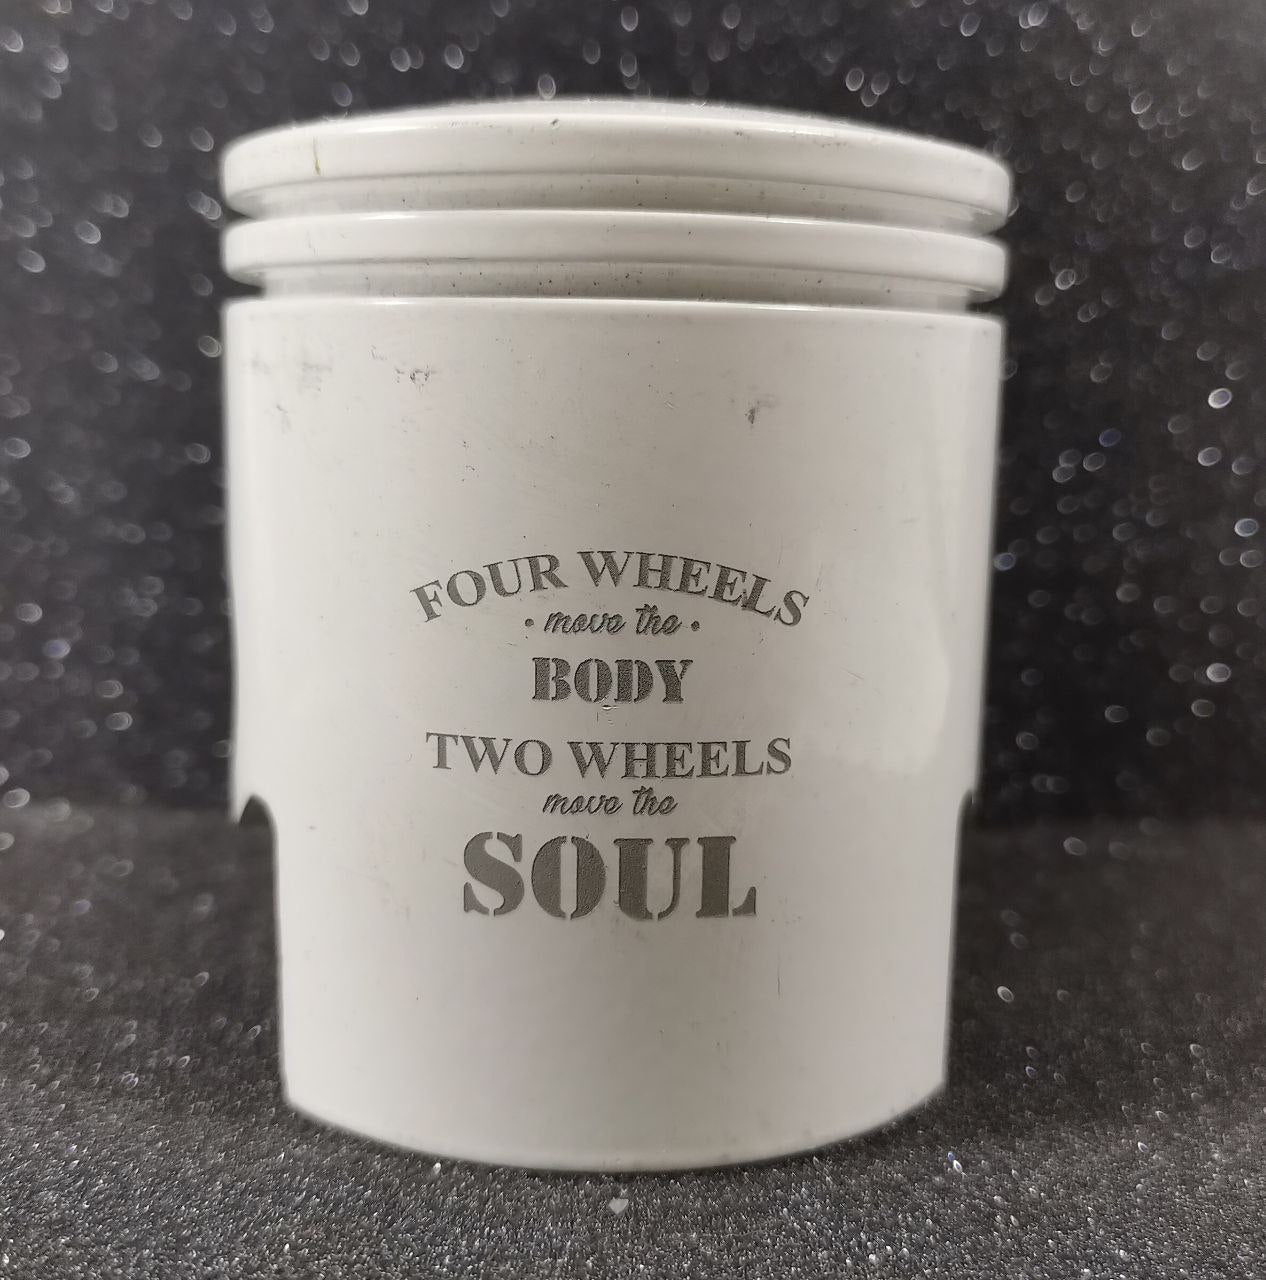 FOUR WHEELS
• move the •
BODY
TWO WHEELS
move the
SOUL